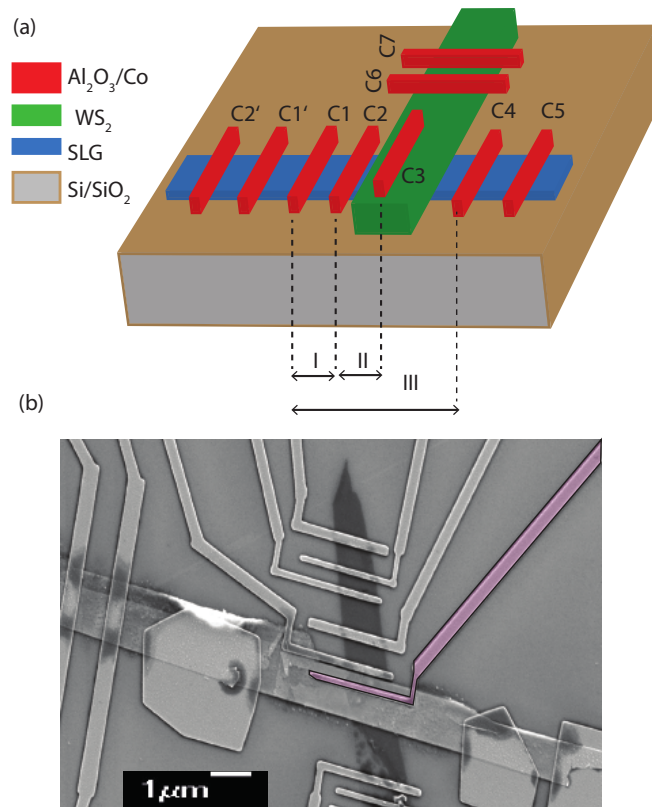 (a)
Al₂O₃/Co
WS₂
SLG
Si/SiO₂
C7
C6
C2' C1' C1 C2 C4 C5
C3
I II
III
(b)
1μm